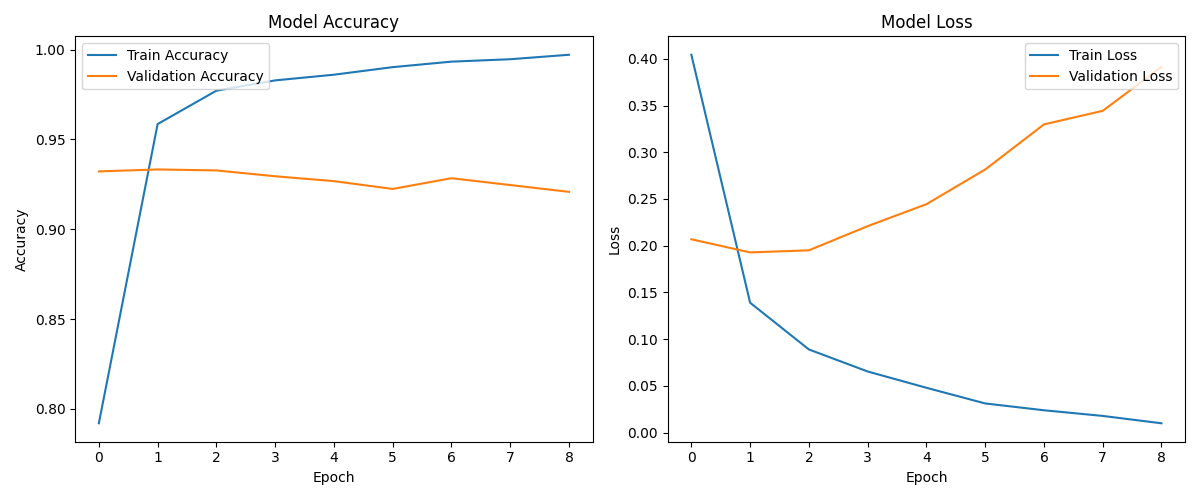 Model Accuracy
Train Accuracy
Validation Accuracy
1.00
0.95
0.90
0.85
0.80
Accuracy
0 1 2 3 4 5 6 7 8
Epoch
Model Loss
Train Loss
Validation Loss
0.40
0.35
0.30
0.25
0.20
0.15
0.10
0.05
0.00
Loss
0 1 2 3 4 5 6 7 8
Epoch